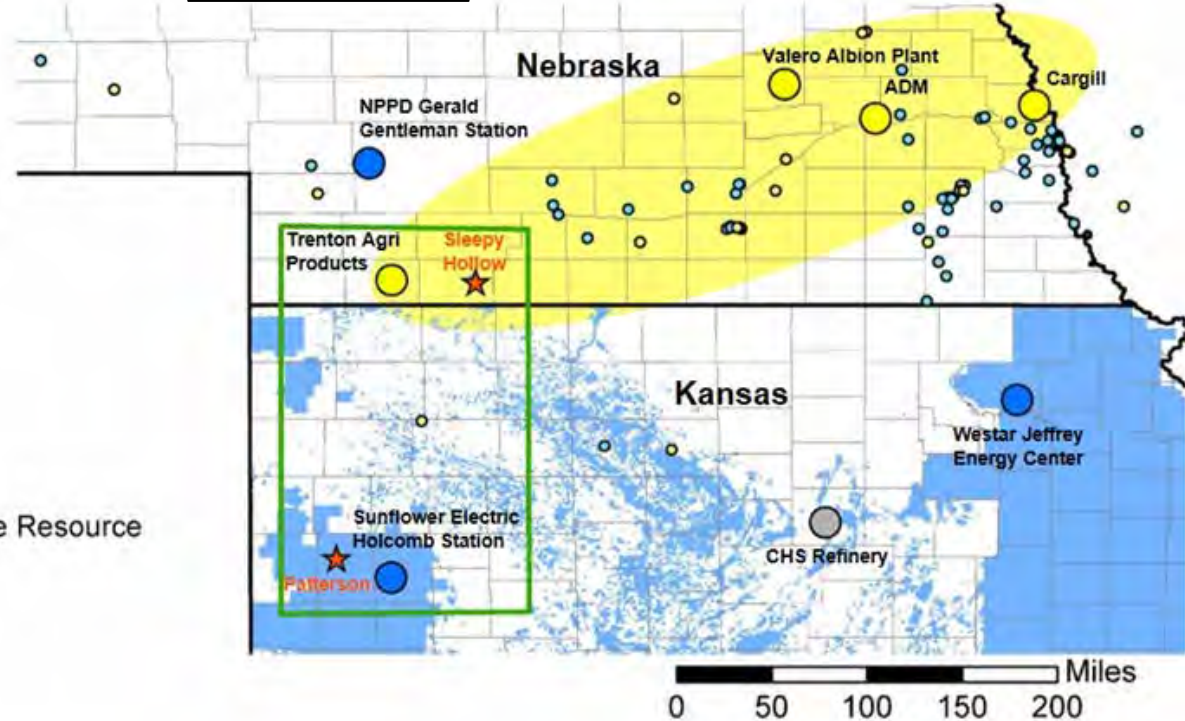 Nebraska
Valero Albion Plant
ADM
Cargill
NPPD Gerald
Gentleman Station
Trenton Agri
Products
Sleepy
Hollow
Kansas
Westar Jeffrey
Energy Center
e Resource
Sunflower Electric
Holcomb Station
Patterson
CHS Refinery
Miles
0 50 100 150 200